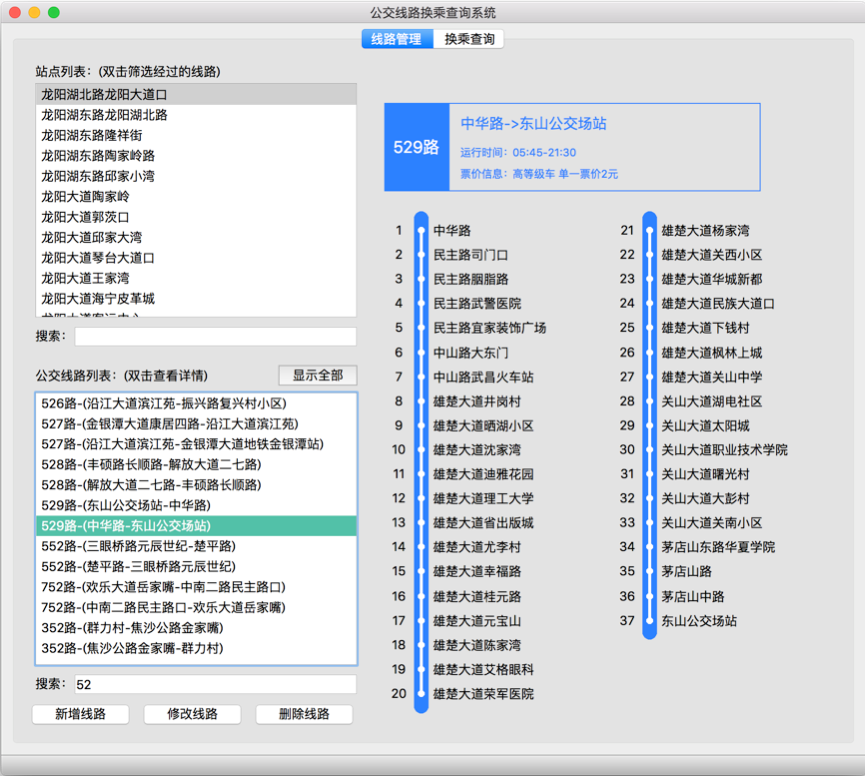 公交线路换乘查询系统
线路管理 换乘查询
站点列表：(双击筛选经过的线路)
龙阳湖北路龙阳大道口
龙阳湖东路龙阳湖北路
龙阳湖东路隆祥街
龙阳湖东路陶家岭路
龙阳湖东路邱家小湾
龙阳大道陶家岭
龙阳大道郭茨口
龙阳大道邱家大湾
龙阳大道琴台大道口
龙阳大道王家湾
龙阳大道海宁皮革城
搜索：
公交线路列表：(双击查看详情)
显示全部
526路-(沿江大道滨江苑-振兴路复兴村小区)
527路-(金银潭大道康居四路-沿江大道滨江苑)
527路-(沿江大道滨江苑-金银潭大道地铁金银潭站)
528路-(丰硕路长顺路-解放大道二七路)
528路-(解放大道二七路-丰硕路长顺路)
529路-(东山公交场站-中华路)
529路-(中华路-东山公交场站)
552路-(三眼桥路元辰世纪-楚平路)
552路-(楚平路-三眼桥路元辰世纪)
752路-(欢乐大道岳家嘴-中南二路民主路口)
752路-(中南二路民主路口-欢乐大道岳家嘴)
352路-(群力村-焦沙公路金家嘴)
352路-(焦沙公路金家嘴-群力村)
搜索： 52
新增线路 修改线路 删除线路
529路
中华路->东山公交场站
运行时间：05:45-21:30
票价信息：高等级车 单一票价2元
1 中华路
2 民主路司门口
3 民主路胭脂路
4 民主路武警医院
5 民主路宜家装饰广场
6 中山路大东门
7 中山路武昌火车站
8 雄楚大道井岗村
9 雄楚大道晒湖小区
10 雄楚大道沈家湾
11 雄楚大道迪雅花园
12 雄楚大道理工大学
13 雄楚大道省出版城
14 雄楚大道尤李村
15 雄楚大道幸福路
16 雄楚大道桂元路
17 雄楚大道元宝山
18 雄楚大道陈家湾
19 雄楚大道艾格眼科
20 雄楚大道荣军医院
21 雄楚大道杨家湾
22 雄楚大道关西小区
23 雄楚大道华城新都
24 雄楚大道民族大道口
25 雄楚大道下钱村
26 雄楚大道枫林上城
27 雄楚大道关山中学
28 关山大道湖电社区
29 关山大道太阳城
30 关山大道职业技术学院
31 关山大道曙光村
32 关山大道大彭村
33 关山大道关南小区
34 茅店山东路华夏学院
35 茅店山路
36 茅店山中路
37 东山公交场站